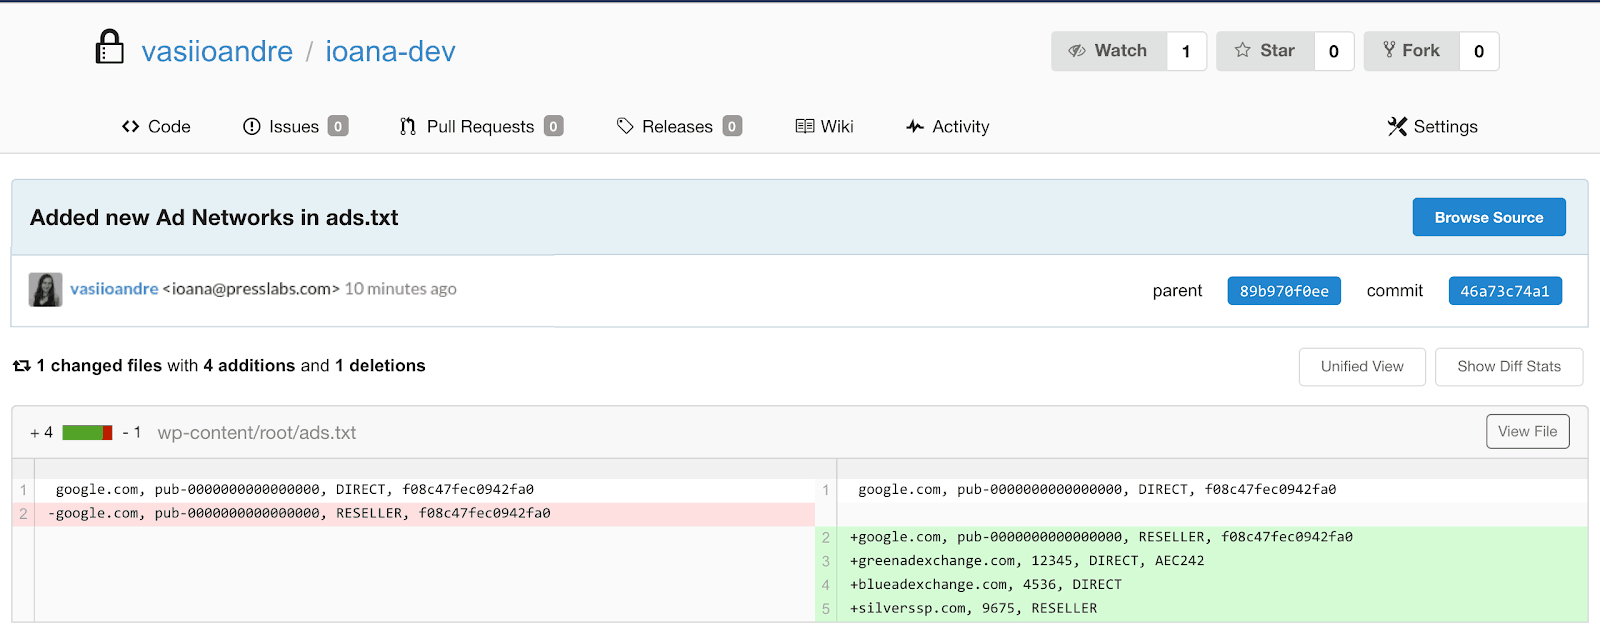 vasiioandre / ioana-dev
Watch 1 Star 0 Fork 0
Code Issues 0 Pull Requests 0 Releases 0 Wiki Activity Settings
Added new Ad Networks in ads.txt Browse Source
vasiioandre <ioana@presslabs.com> 10 minutes ago parent 89b970f0ee commit 46a73c74a1
1 changed files with 4 additions and 1 deletions Unified View Show Diff Stats
+ 4 - 1 wp-content/root/ads.txt View File
1 google.com, pub-0000000000000000, DIRECT, f08c47fec0942fa0 1 google.com, pub-0000000000000000, DIRECT, f08c47fec0942fa0
2 -google.com, pub-0000000000000000, RESELLER, f08c47fec0942fa0
2 +google.com, pub-0000000000000000, RESELLER, f08c47fec0942fa0
3 +greenadexchange.com, 12345, DIRECT, AEC242
4 +blueadexchange.com, 4536, DIRECT
5 +silverssp.com, 9675, RESELLER